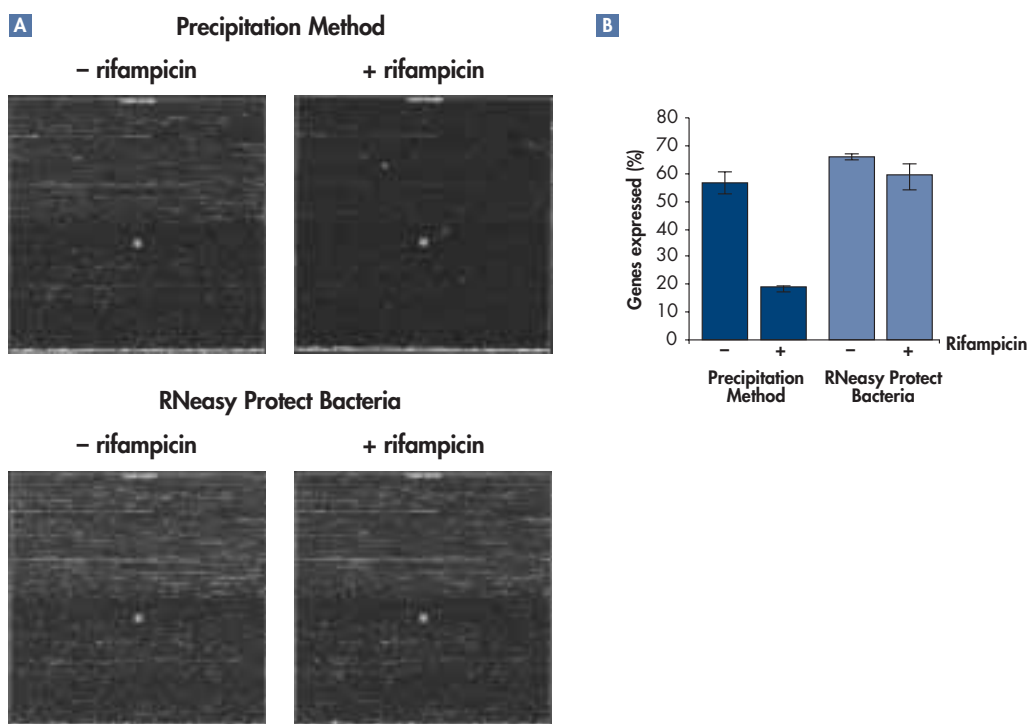 A
Precipitation Method
– rifampicin
+ rifampicin
RNeasy Protect Bacteria
– rifampicin
+ rifampicin
B
Genes expressed (%)
80
70
60
50
40
30
20
10
0
– + – + Rifampicin
Precipitation
Method
RNeasy Protect
Bacteria